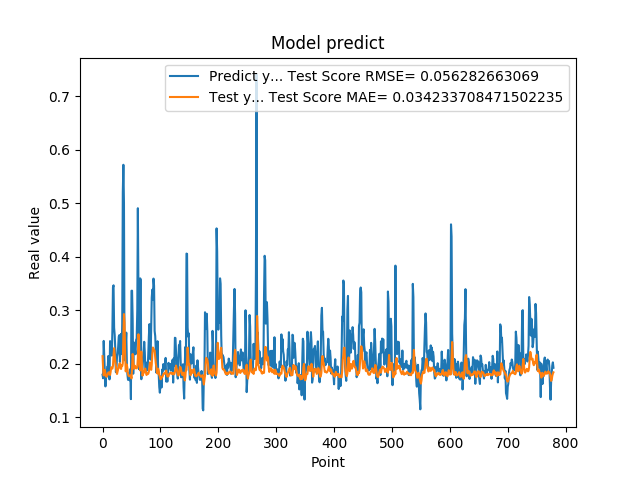 Model predict
Predict y... Test Score RMSE= 0.056282663069
Test y... Test Score MAE= 0.034233708471502235
0.7
0.6
0.5
0.4
0.3
0.2
0.1
Real value
0 100 200 300 400 500 600 700 800
Point